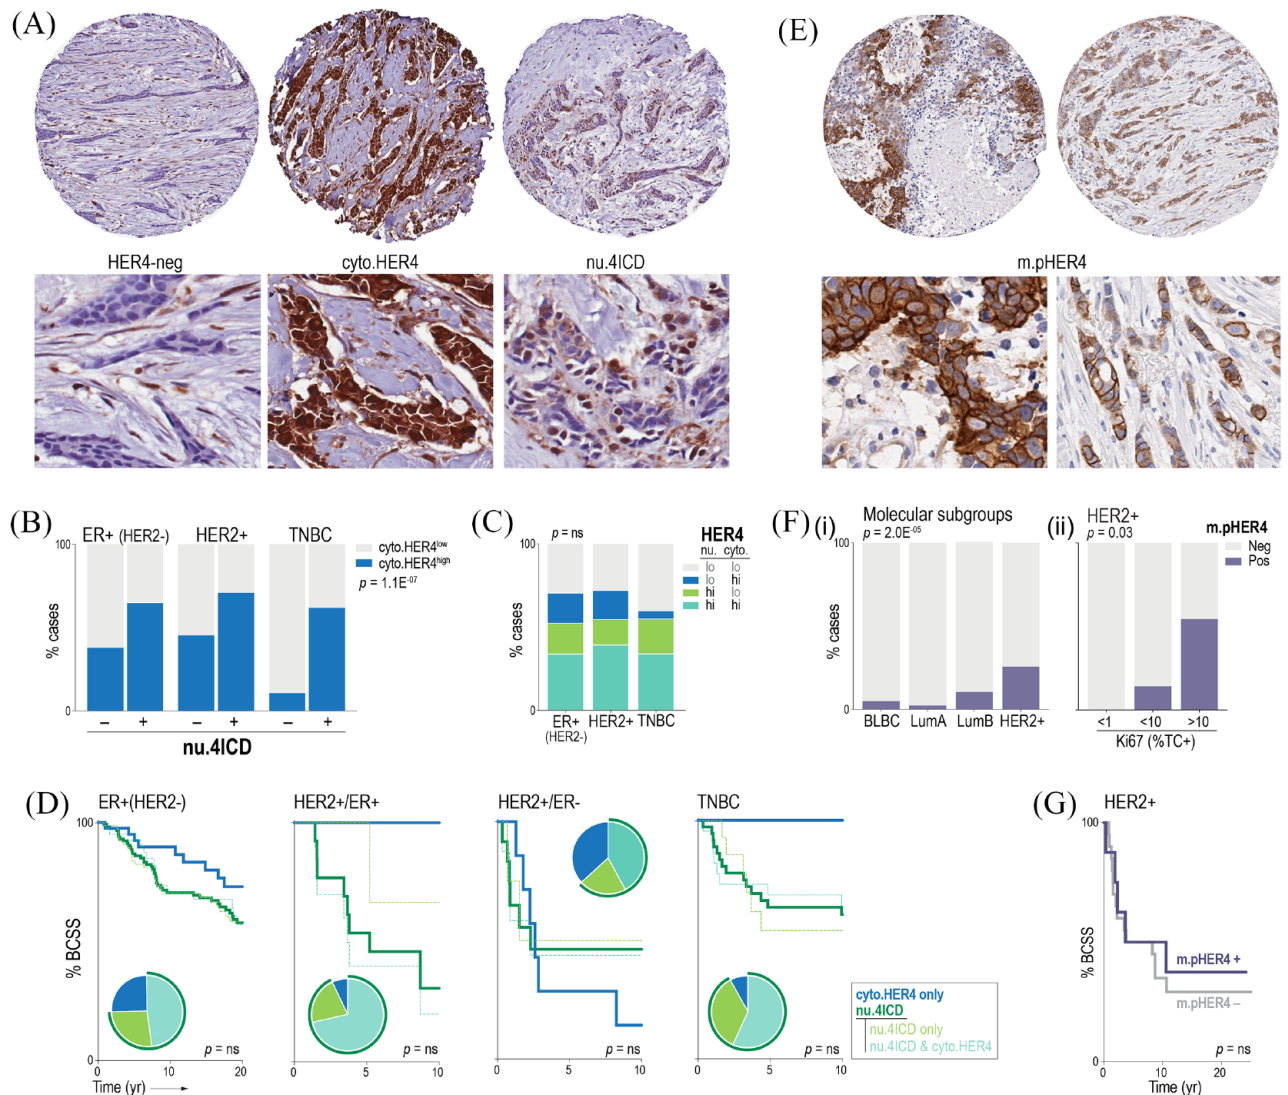 (A)
HER4-neg
cyto.HER4
nu.4ICD
(E)
m.pHER4
(B)
ER+ (HER2-)
HER2+
TNBC
100
% cases
0
– + – + – +
nu.4ICD
cyto.HER4low
cyto.HER4high
p = 1.1E-07
(C)
p = ns
HER4
nu. cyto.
lo lo
lo hi
hi lo
hi hi
100
% cases
0
ER+ HER2+ TNBC
(HER2-)
(F)
(i)
Molecular subgroups
p = 2.0E-05
100
% cases
0
BLBC LumA LumB HER2+
(ii)
HER2+
p = 0.03
m.pHER4
Neg
Pos
100
0
<1 <10 >10
Ki67 (%TC+)
(D)
ER+(HER2-)
100
% BCSS
0
0 10 20
Time (yr)
p = ns
HER2+/ER+
0 5 10
p = ns
HER2+/ER-
0 5 10
p = ns
TNBC
0 5 10
p = ns
cyto.HER4 only
nu.4ICD
nu.4ICD only
nu.4ICD & cyto.HER4
(G)
HER2+
100
% BCSS
0
m.pHER4 +
m.pHER4 –
p = ns
0 10 20
Time (yr)